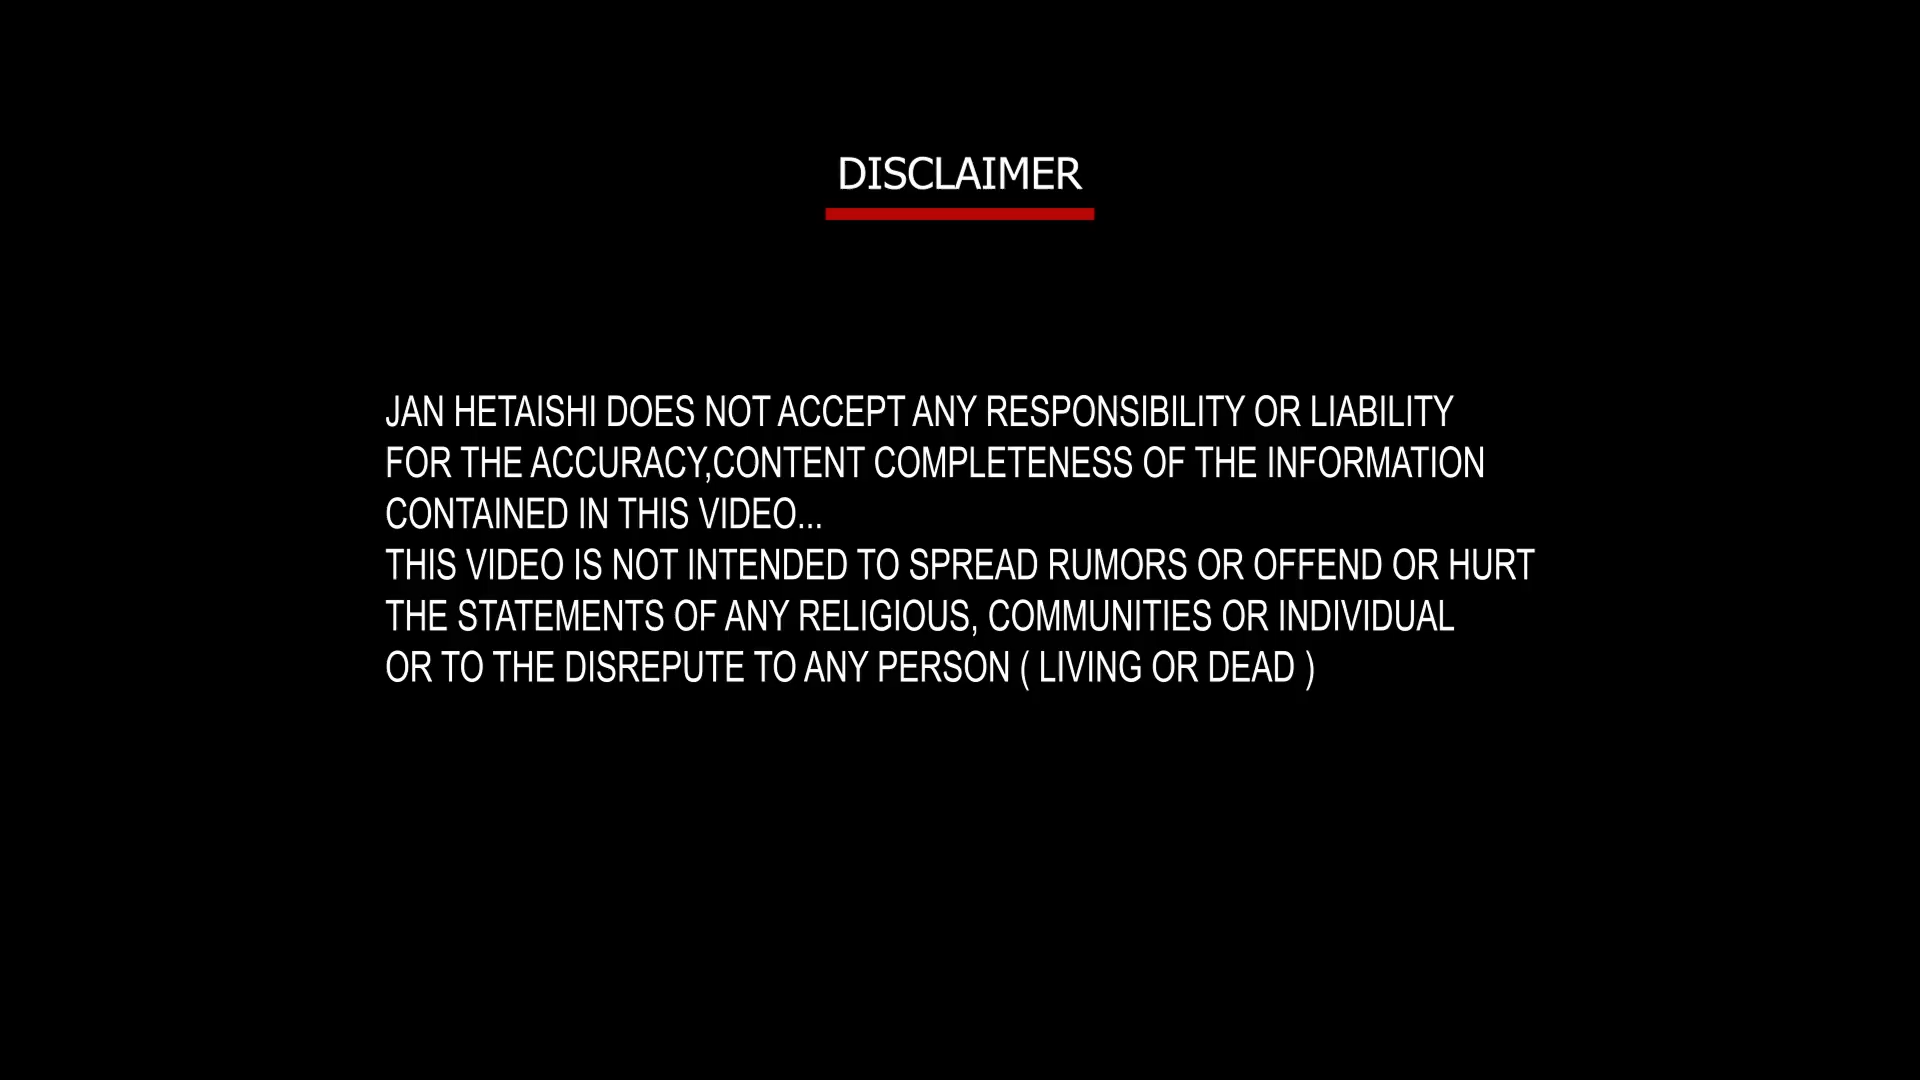 DISCLAIMER
JAN HETAISHI DOES NOT ACCEPT ANY RESPONSIBILITY OR LIABILITY
FOR THE ACCURACY,CONTENT COMPLETENESS OF THE INFORMATION
CONTAINED IN THIS VIDEO...
THIS VIDEO IS NOT INTENDED TO SPREAD RUMORS OR OFFEND OR HURT
THE STATEMENTS OF ANY RELIGIOUS, COMMUNITIES OR INDIVIDUAL
OR TO THE DISREPUTE TO ANY PERSON ( LIVING OR DEAD )